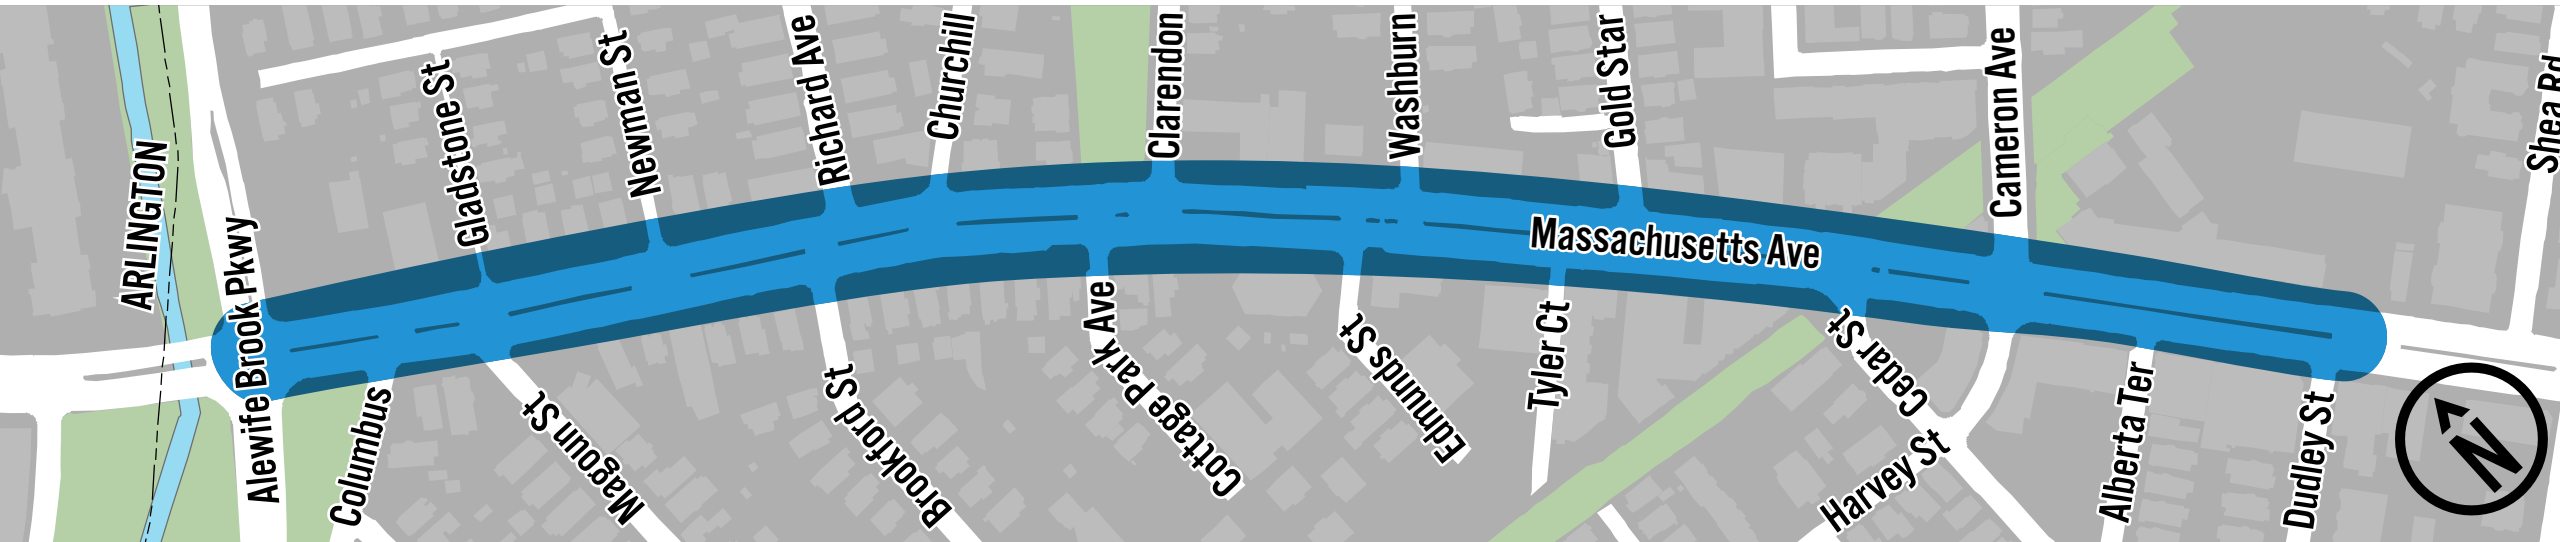 ARLINGTON
Alewife Brook Pkwy
Gladstone St
Newman St
Richard Ave
Churchill
Clarendon
Washburn
Gold Star
Cameron Ave
Shea Rd
Massachusetts Ave
Columbus
Magoun St
Brookford St
Cottage Park Ave
Edmunds St
Tyler Ct
Cedar St
Harvey St
Alberta Ter
Dudley St
N